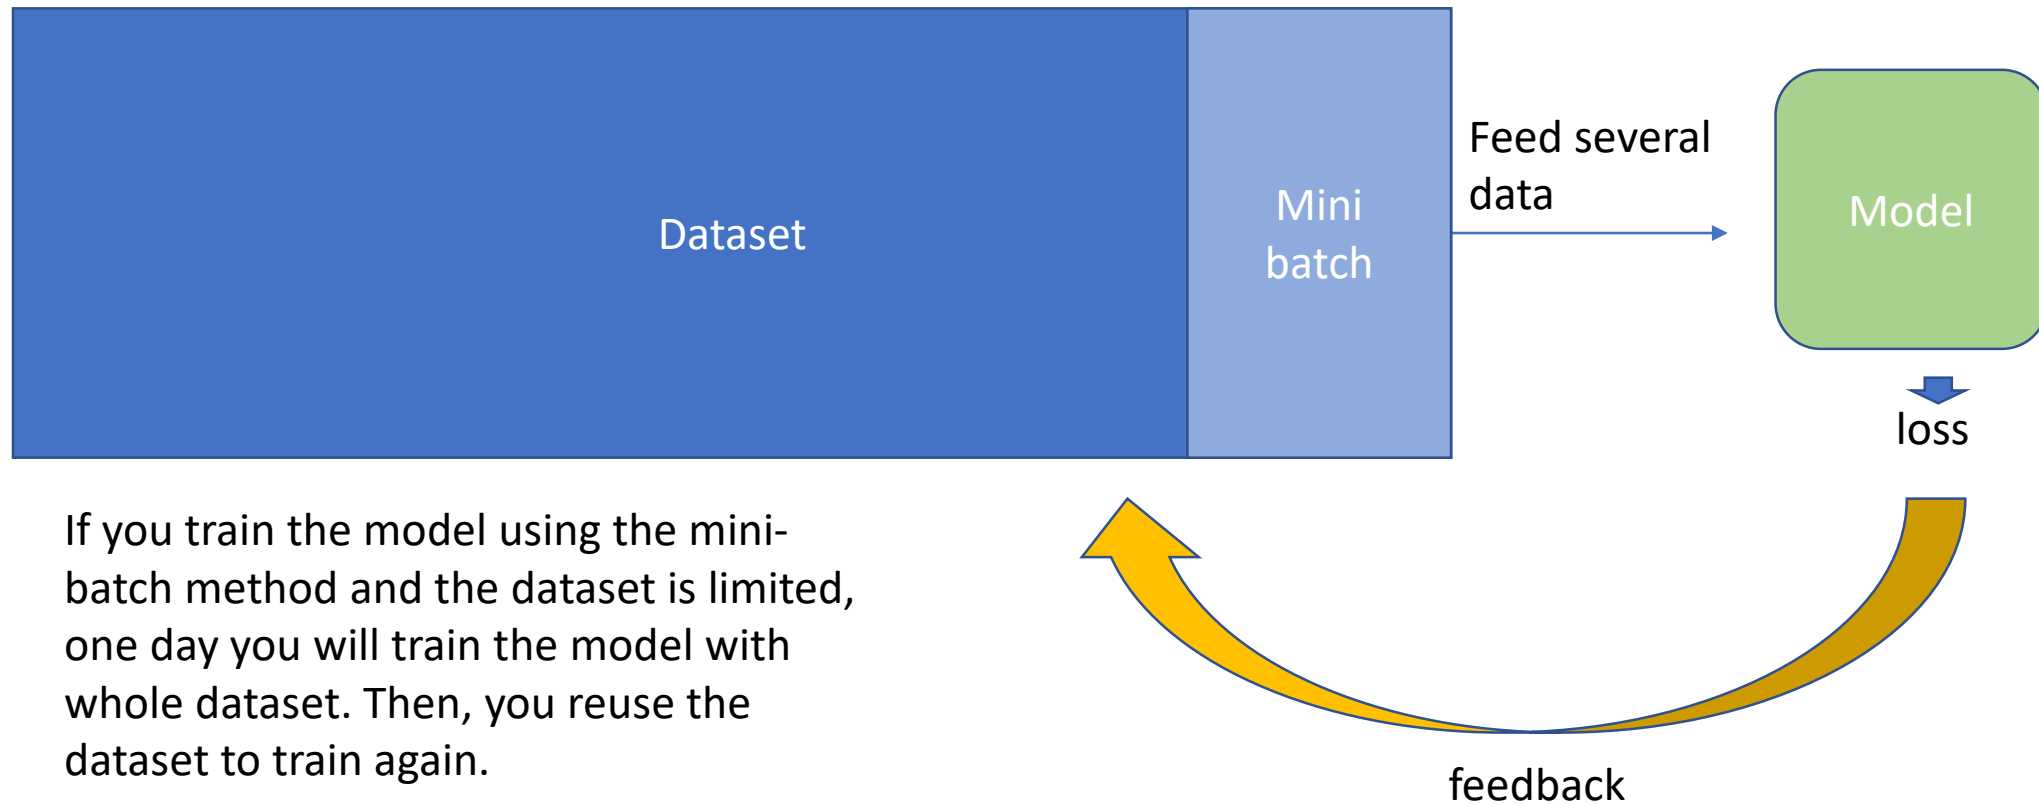 Dataset
Mini
batch
Feed several
data
Model
loss
If you train the model using the mini-
batch method and the dataset is limited,
one day you will train the model with
whole dataset. Then, you reuse the
dataset to train again.
feedback